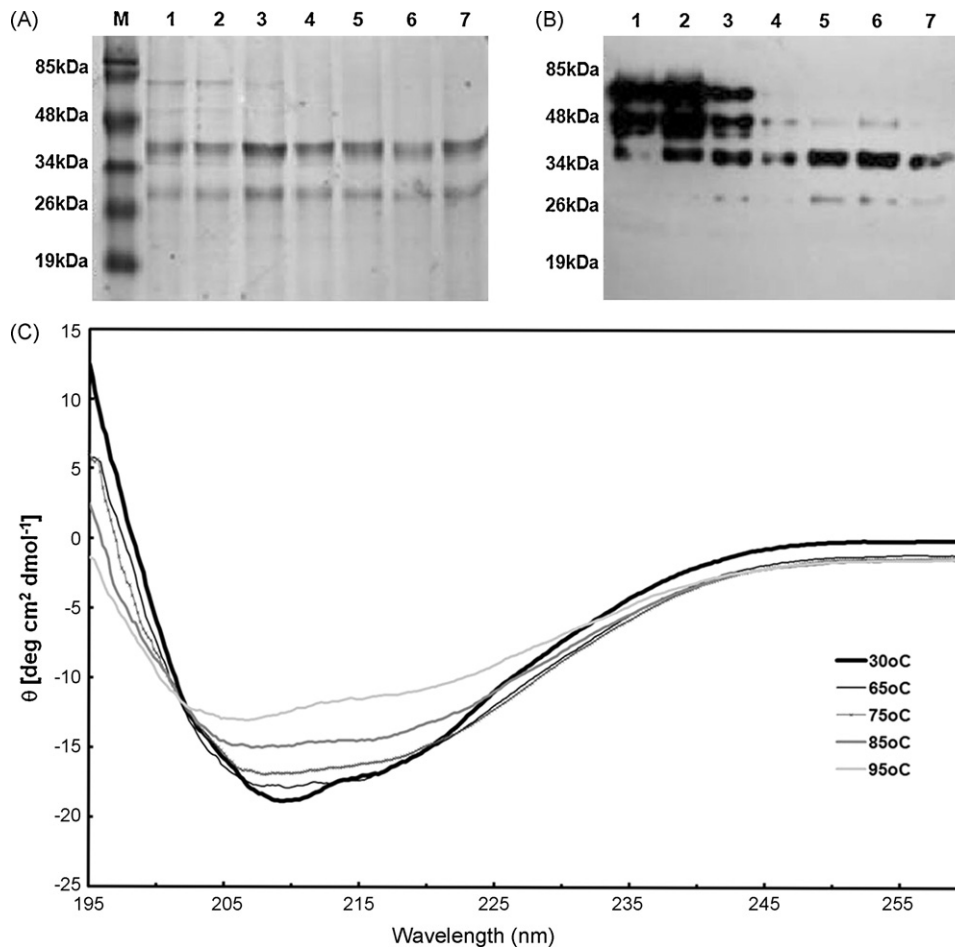 (A) M 1 2 3 4 5 6 7
85kDa
48kDa
34kDa
26kDa
19kDa
(B) 1 2 3 4 5 6 7
85kDa
48kDa
34kDa
26kDa
19kDa
(C)
15
10
5
0
-5
-10
-15
-20
-25
θ [deg cm² dmol⁻¹]
30oC
65oC
75oC
85oC
95oC
195 205 215 225 235 245 255
Wavelength (nm)